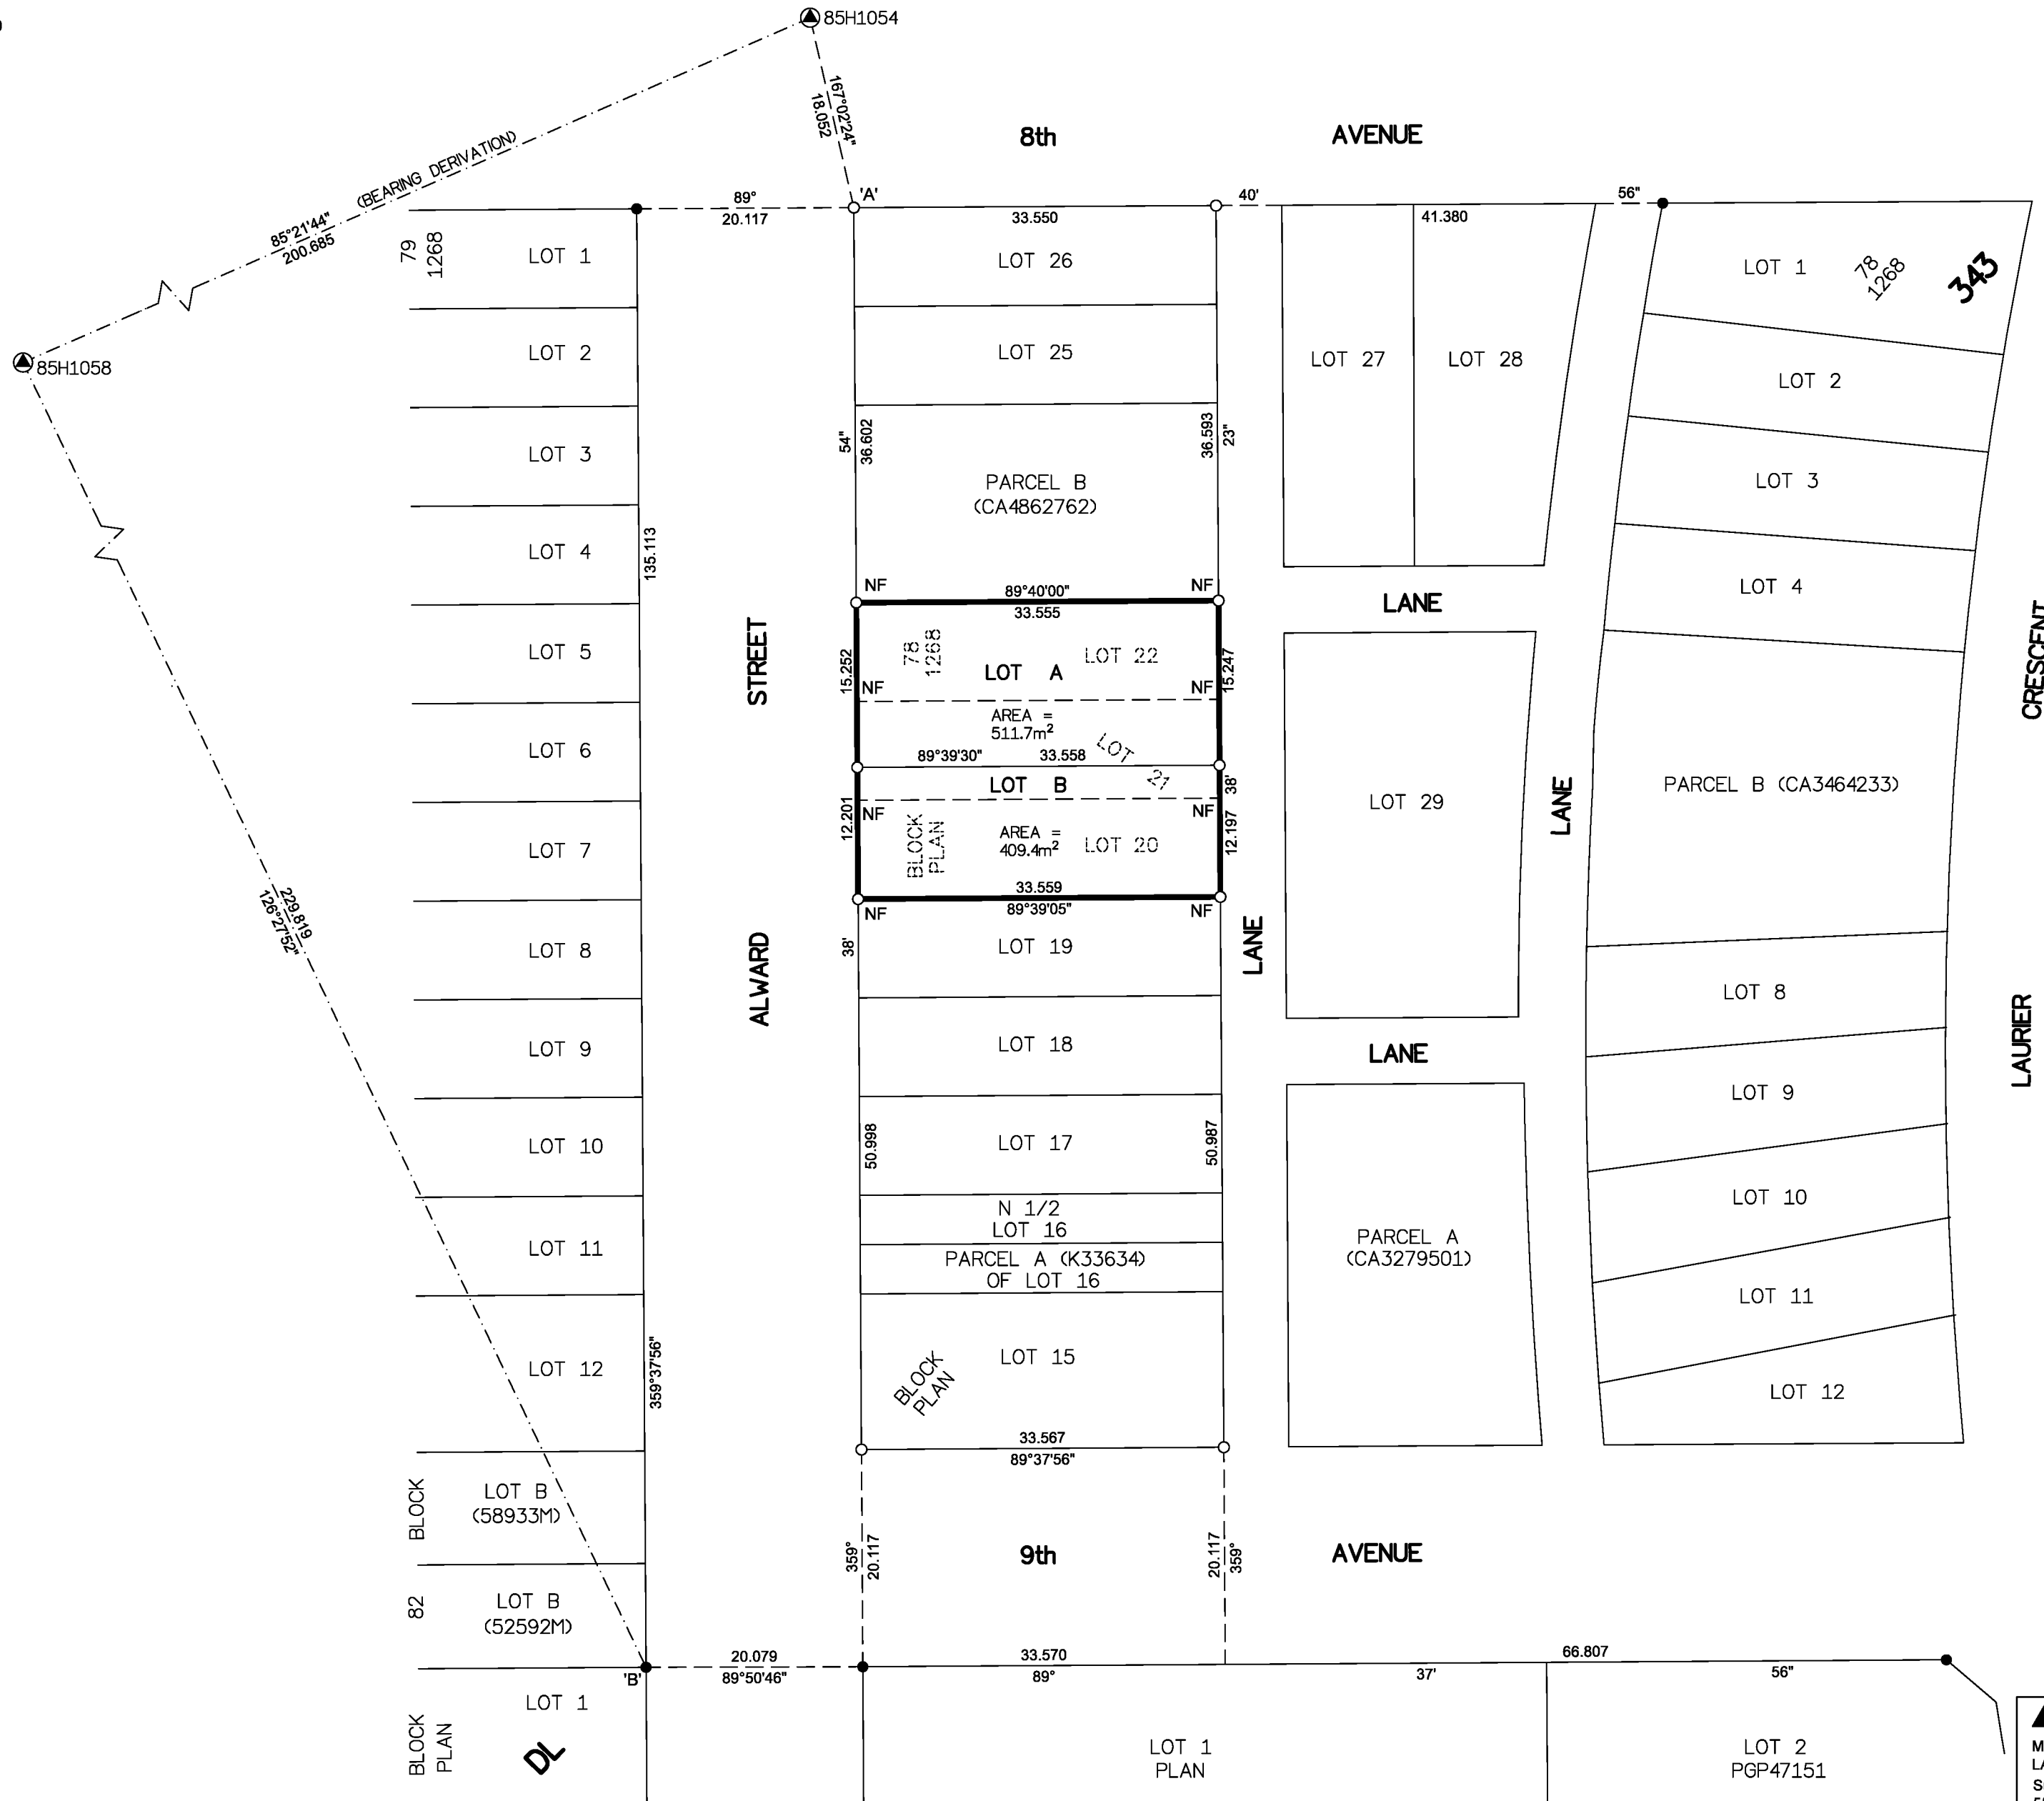 85H1054
167°02'24"
18.052
8th AVENUE
(BEARING DERIVATION)
85°21'44"
200.685
85H1058
89°
20.117
'A'
33.550
40'
41.380
56"
79
1268
LOT 1
LOT 2
LOT 3
LOT 4
LOT 5
LOT 6
LOT 7
LOT 8
LOT 9
LOT 10
LOT 11
LOT 12
BLOCK
LOT B
(58933M)
82
LOT B
(52592M)
'B'
LOT 1
BLOCK
PLAN
DL
229.819
126°27'52"
135.113
359°37'56"
STREET
ALWARD
LOT 26
LOT 25
54"
36.602
36.593
23"
PARCEL B
(CA4862762)
NF
NF
89°40'00"
33.555
78
1268
LOT 22
LOT A
15.252
15.247
NF
NF
AREA =
511.7m²
LOT 21
89°39'30"
33.558
LOT B
38'
12.201
12.197
NF
NF
BLOCK
PLAN
AREA =
409.4m²
LOT 20
33.559
89°39'05"
NF
NF
38'
LOT 19
LOT 18
LOT 17
50.998
50.987
N 1/2
LOT 16
PARCEL A (K33634)
OF LOT 16
LOT 15
BLOCK
PLAN
33.567
89°37'56"
359°
20.117
20.117
359°
9th AVENUE
20.079
89°50'46"
33.570
89°
37'
66.807
56"
LOT 1
PLAN
LOT 2
PGP47151
LOT 27
LOT 28
LANE
LOT 29
LANE
LANE
LANE
PARCEL A
(CA3279501)
LOT 1
78
1268
343
LOT 2
LOT 3
LOT 4
PARCEL B (CA3464233)
LOT 8
LOT 9
LOT 10
LOT 11
LOT 12
CRESCENT
LAURIER